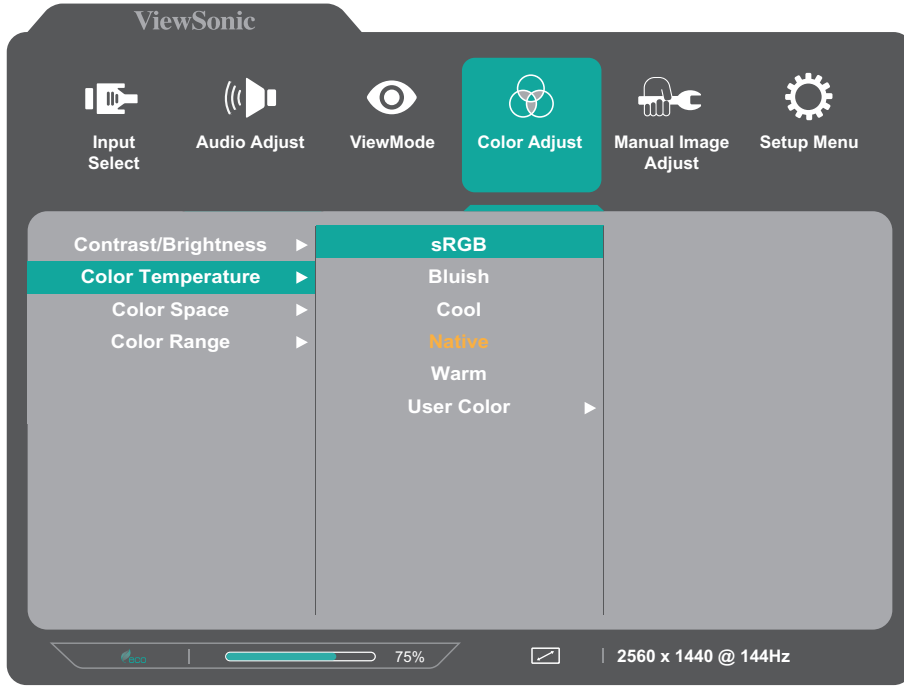 ViewSonic
Input
Select
Audio Adjust
ViewMode
Color Adjust
Manual Image
Adjust
Setup Menu
Contrast/Brightness
Color Temperature
Color Space
Color Range
sRGB
Bluish
Cool
Native
Warm
User Color
eco
75%
2560 x 1440 @ 144Hz